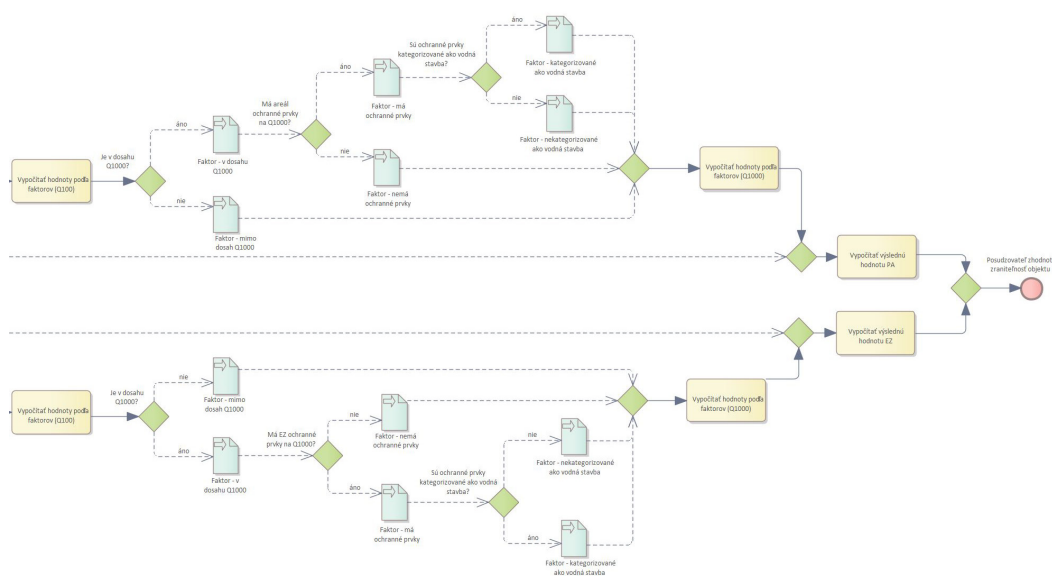 áno
Sú ochranné prvky
kategorizované ako vodná
stavba?
Faktor - kategorizované
ako vodná stavba
áno
Má areál
ochranné prvky
na Q1000?
nie
Faktor - má
ochranné prvky
áno
Faktor - nekategorizované
ako vodná stavba
Je v dosahu
Q1000?
nie
Faktor - v dosahu
Q1000
Vypočítať hodnoty podľa
faktorov (Q100)
Vypočítať hodnoty podľa
faktorov (Q1000)
Faktor - nemá
ochranné prvky
nie
Faktor - mimo
dosah Q1000
Vypočítať výslednú
hodnotu PA
Posudzovateľ zhodnotí
zraniteľnosť objektu
Vypočítať výslednú
hodnotu EZ
nie
Je v dosahu
Q1000?
Faktor - mimo
dosah Q1000
Vypočítať hodnoty podľa
faktorov (Q100)
Vypočítať hodnoty podľa
faktorov (Q1000)
nie
Má EZ ochranné
prvky na Q1000?
Faktor - nemá
ochranné prvky
nie
áno
Faktor - v
dosahu Q1000
Sú ochranné prvky
kategorizované ako vodná
stavba?
Faktor - nekategorizované
ako vodná stavba
áno
Faktor - má
ochranné prvky
áno
Faktor - kategorizované
ako vodná stavba